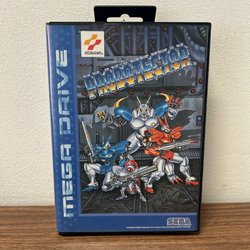 KONAMI
PROBOTECTOR
MEGA DRIVE
SEGA